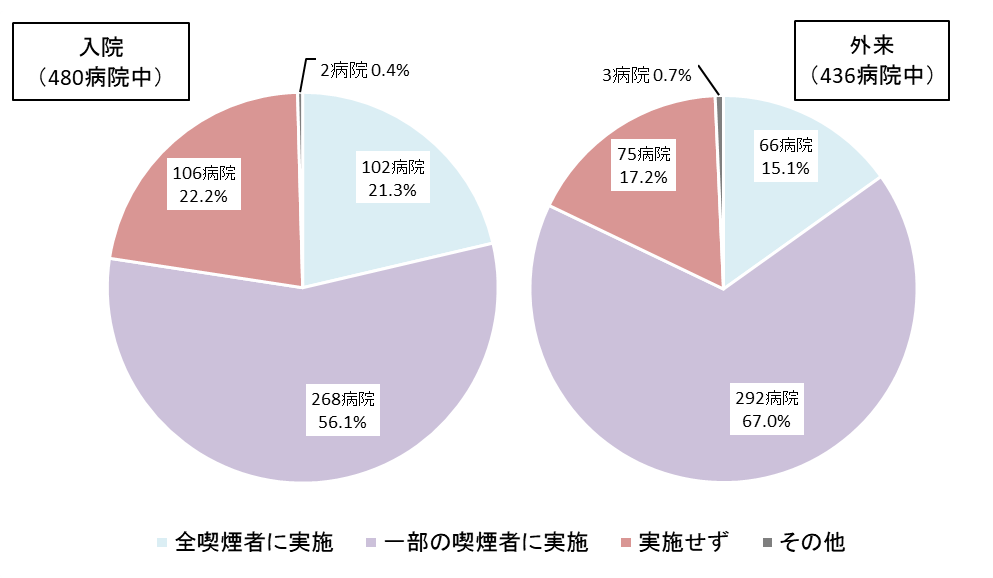 入院
（480病院中）
2病院 0.4%
102病院
21.3%
106病院
22.2%
268病院
56.1%
外来
（436病院中）
3病院 0.7%
66病院
15.1%
75病院
17.2%
292病院
67.0%
全喫煙者に実施 一部の喫煙者に実施 実施せず その他